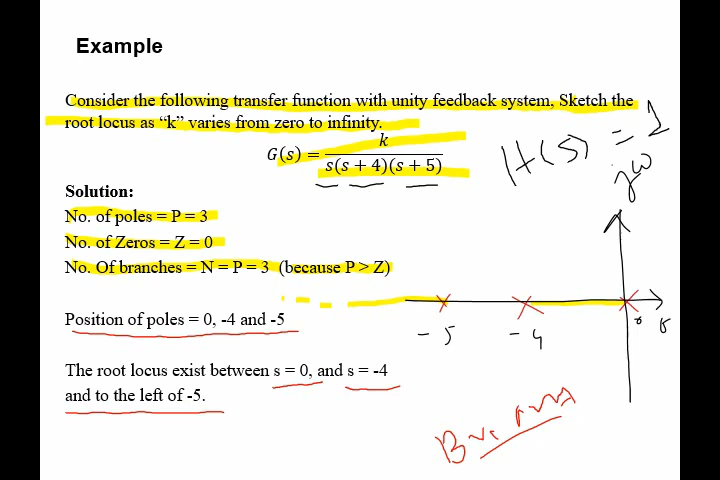 Example
Consider the following transfer function with unity feedback system, Sketch the
root locus as “k” varies from zero to infinity.
G(s) = k / s(s + 4)(s + 5)
H(s) = 1
jω
Solution:
No. of poles = P = 3
No. of Zeros = Z = 0
No. Of branches = N = P = 3 (because P > Z)
Position of poles = 0, -4 and -5
-5 -4 0 σ
The root locus exist between s = 0, and s = -4
and to the left of -5.